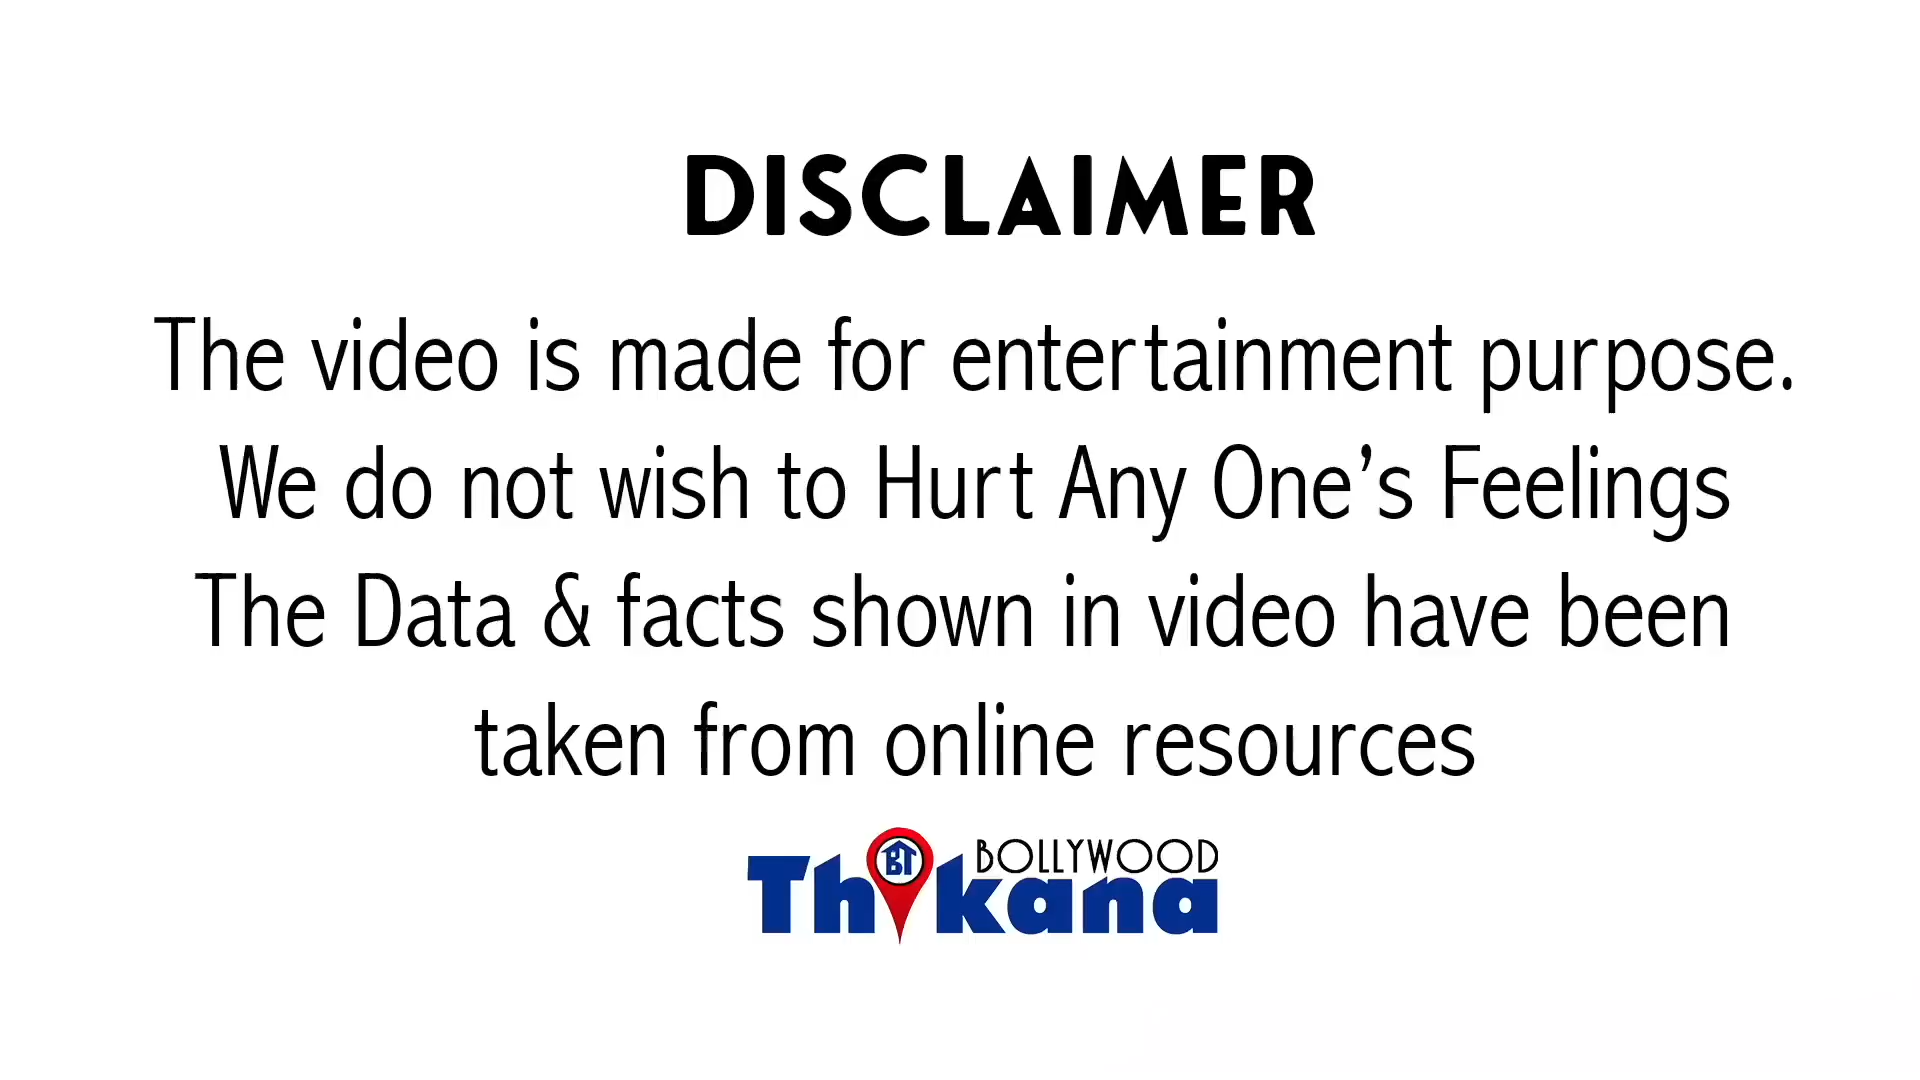 DISCLAIMER
The video is made for entertainment purpose.
We do not wish to Hurt Any One’s Feelings
The Data & facts shown in video have been
taken from online resources
BT
BOLLYWOOD
Thikana